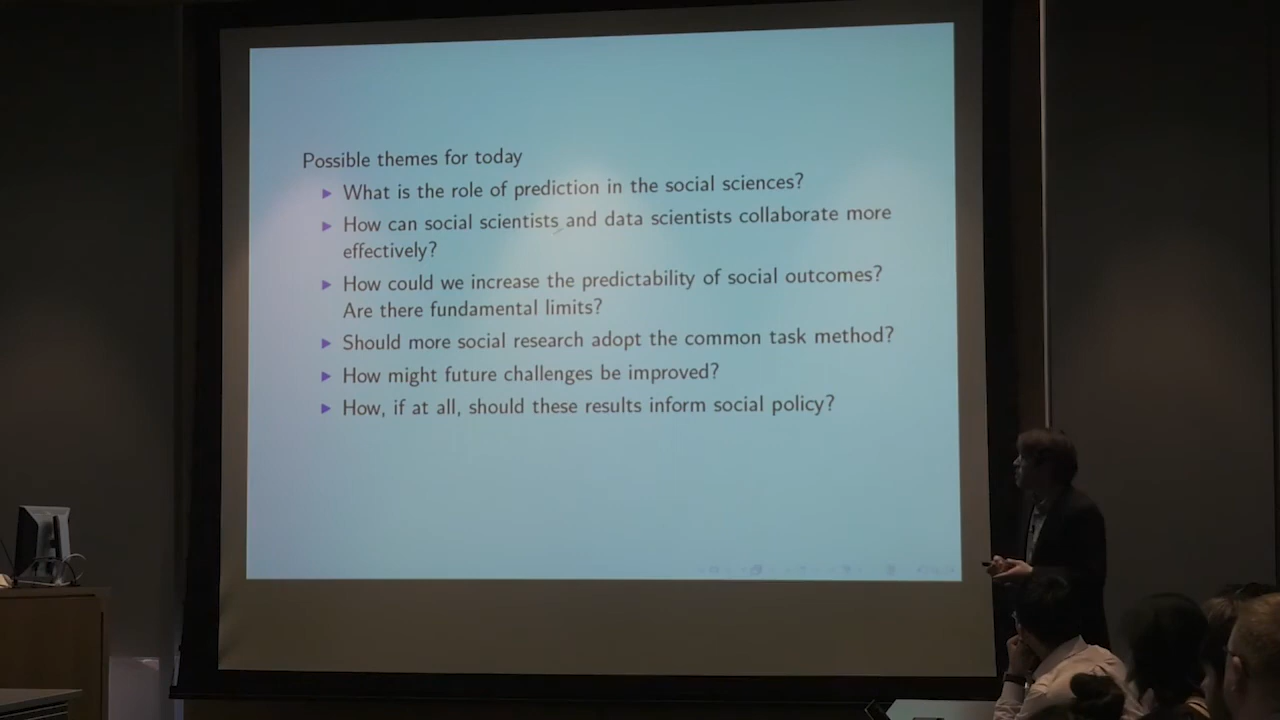 Possible themes for today
▶ What is the role of prediction in the social sciences?
▶ How can social scientists and data scientists collaborate more
effectively?
▶ How could we increase the predictability of social outcomes?
Are there fundamental limits?
▶ Should more social research adopt the common task method?
▶ How might future challenges be improved?
▶ How, if at all, should these results inform social policy?